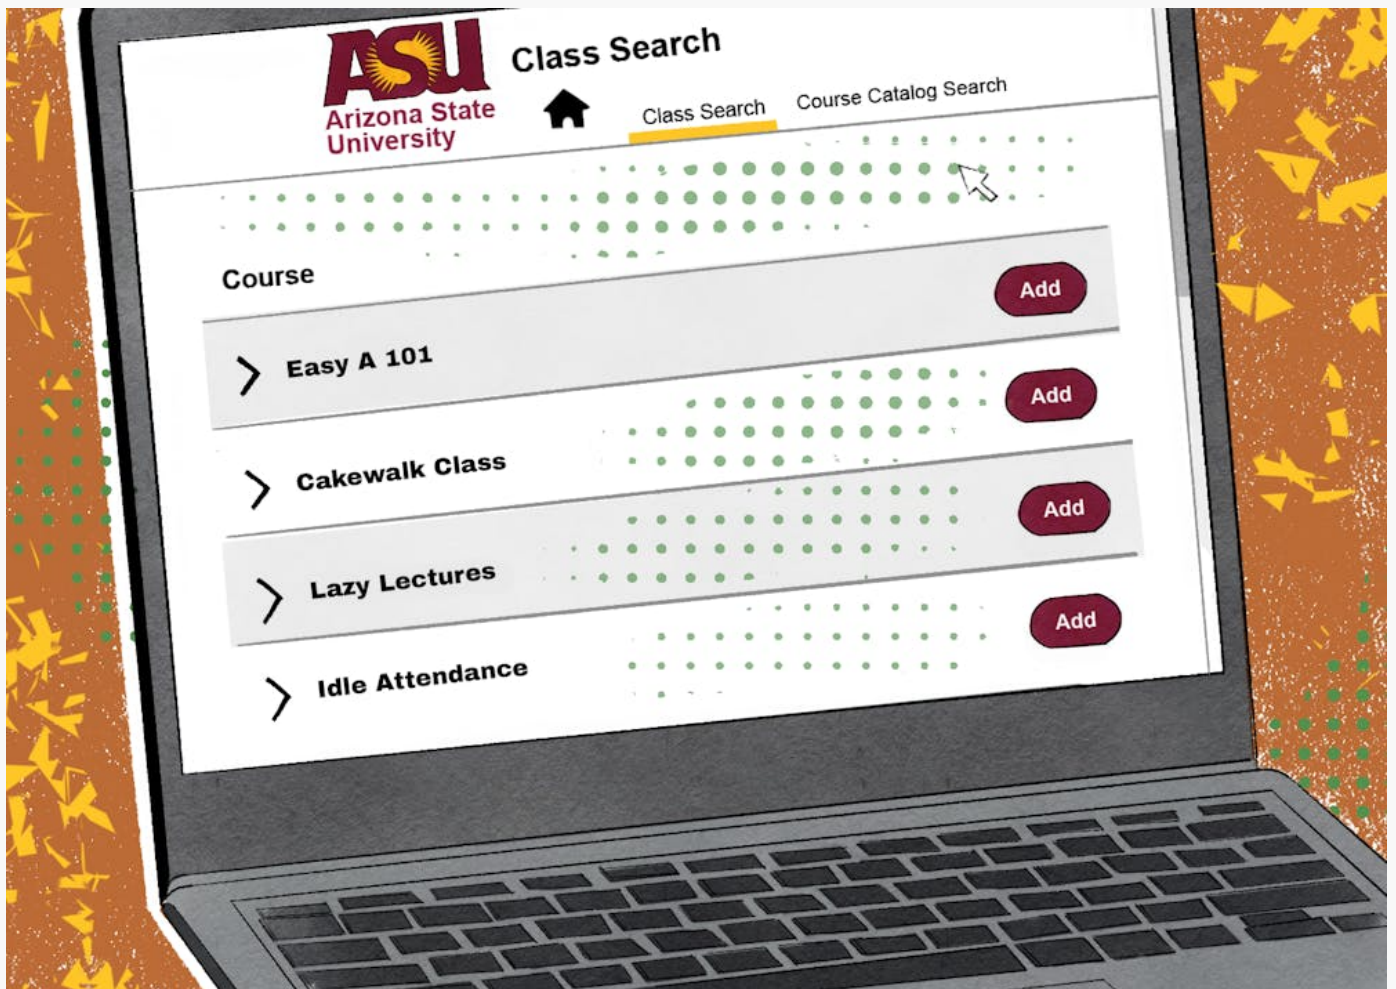 ASU
Arizona State
University
Class Search
Class Search
Course Catalog Search
Course
Easy A 101
Add
Cakewalk Class
Add
Lazy Lectures
Add
Idle Attendance
Add